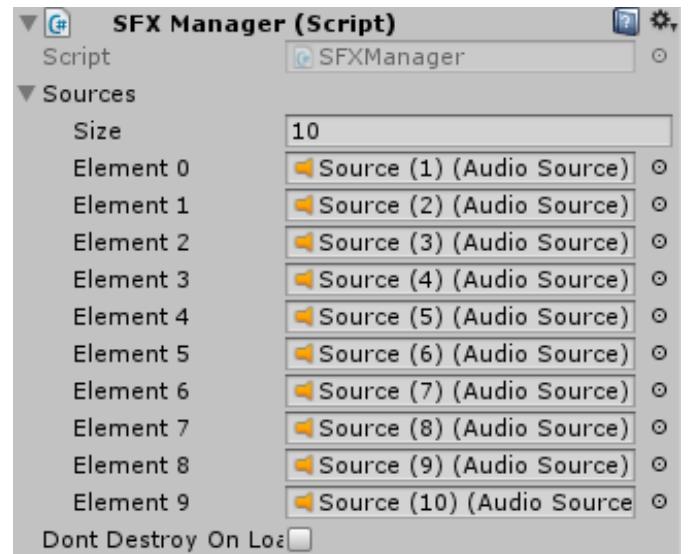 SFX Manager (Script)
Script SFXManager
Sources
Size 10
Element 0 Source (1) (Audio Source)
Element 1 Source (2) (Audio Source)
Element 2 Source (3) (Audio Source)
Element 3 Source (4) (Audio Source)
Element 4 Source (5) (Audio Source)
Element 5 Source (6) (Audio Source)
Element 6 Source (7) (Audio Source)
Element 7 Source (8) (Audio Source)
Element 8 Source (9) (Audio Source)
Element 9 Source (10) (Audio Source
Dont Destroy On Loa